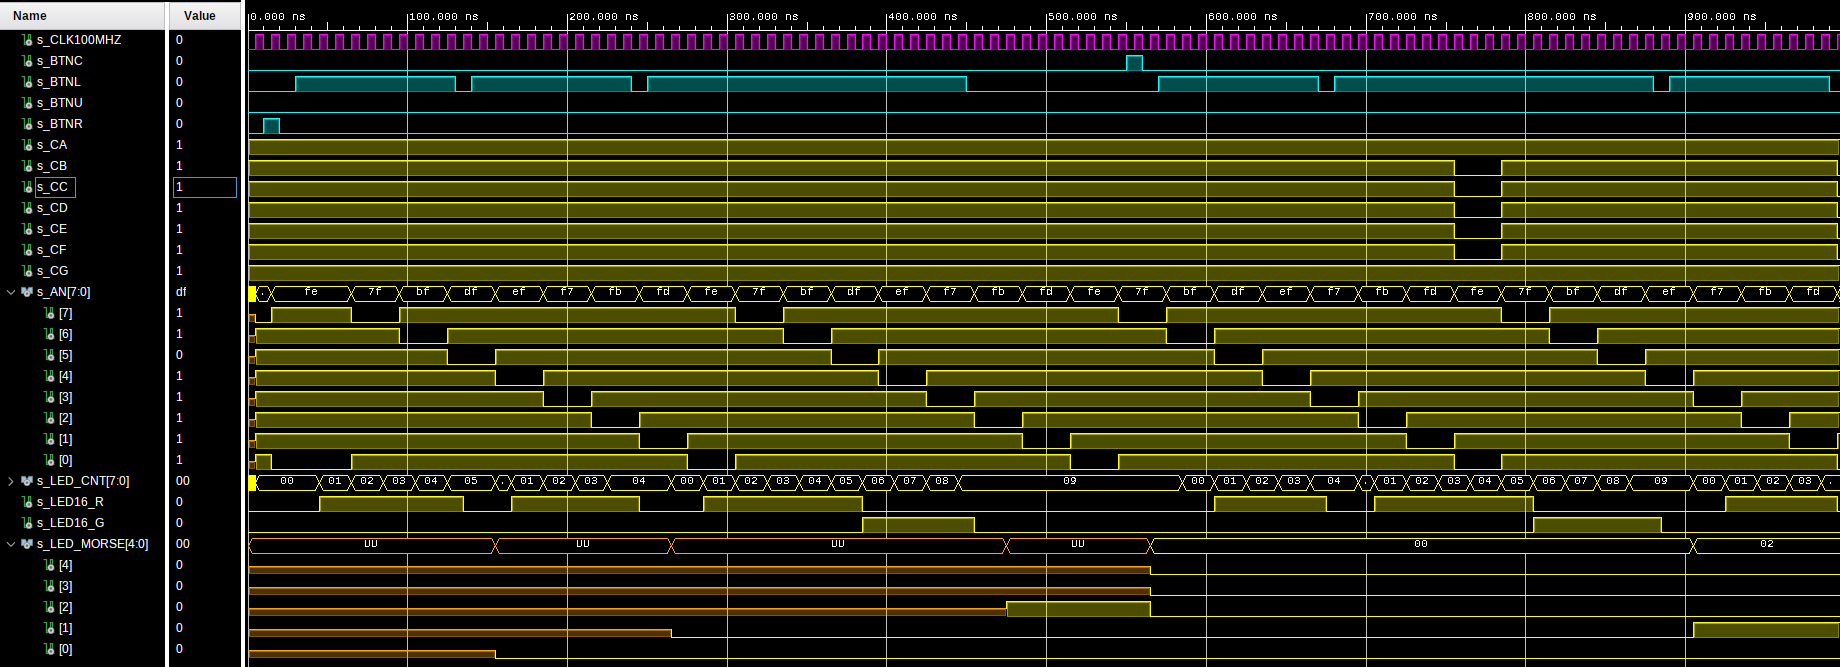 Name Value 0.000 ns 100.000 ns 200.000 ns 300.000 ns 400.000 ns 500.000 ns 600.000 ns 700.000 ns 800.000 ns 900.000 ns
s_CLK100MHZ 0
s_BTNC 0
s_BTNL 0
s_BTNU 0
s_BTNR 0
s_CA 1
s_CB 1
s_CC 1
s_CD 1
s_CE 1
s_CF 1
s_CG 1
s_AN[7:0] df . fe 7f bf df ef f7 fb fd fe 7f bf df ef f7 fb fd fe 7f bf df ef f7 fb fd fe 7f bf df ef f7 fb fd
[7] 1
[6] 1
[5] 0
[4] 1
[3] 1
[2] 1
[1] 1
[0] 1
s_LED_CNT[7:0] 00 00 01 02 03 04 05 . 01 02 03 04 00 01 02 03 04 05 06 07 08 09 00 01 02 03 04 . 01 02 03 04 05 06 07 08 09 00 01 02 03 .
s_LED16_R 0
s_LED16_G 0
s_LED_MORSE[4:0] 00 UU UU UU UU 00 02
[4] 0
[3] 0
[2] 0
[1] 0
[0] 0